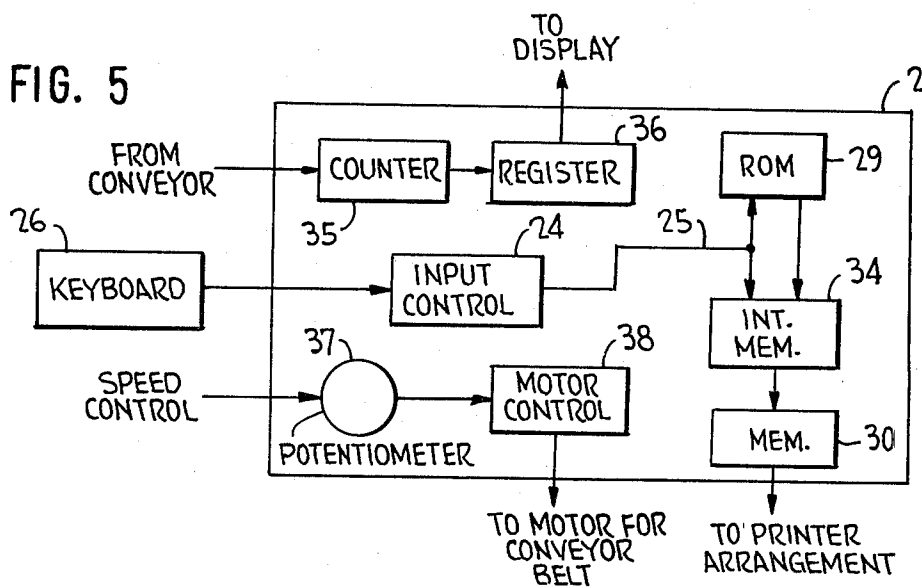 FIG. 5
TO
DISPLAY
2
FROM
CONVEYOR
COUNTER
35
REGISTER
36
ROM
29
26
KEYBOARD
24
INPUT
CONTROL
25
34
INT.
MEM.
SPEED
CONTROL
37
POTENTIOMETER
38
MOTOR
CONTROL
MEM.
30
TO MOTOR FOR
CONVEYOR
BELT
TO PRINTER
ARRANGEMENT